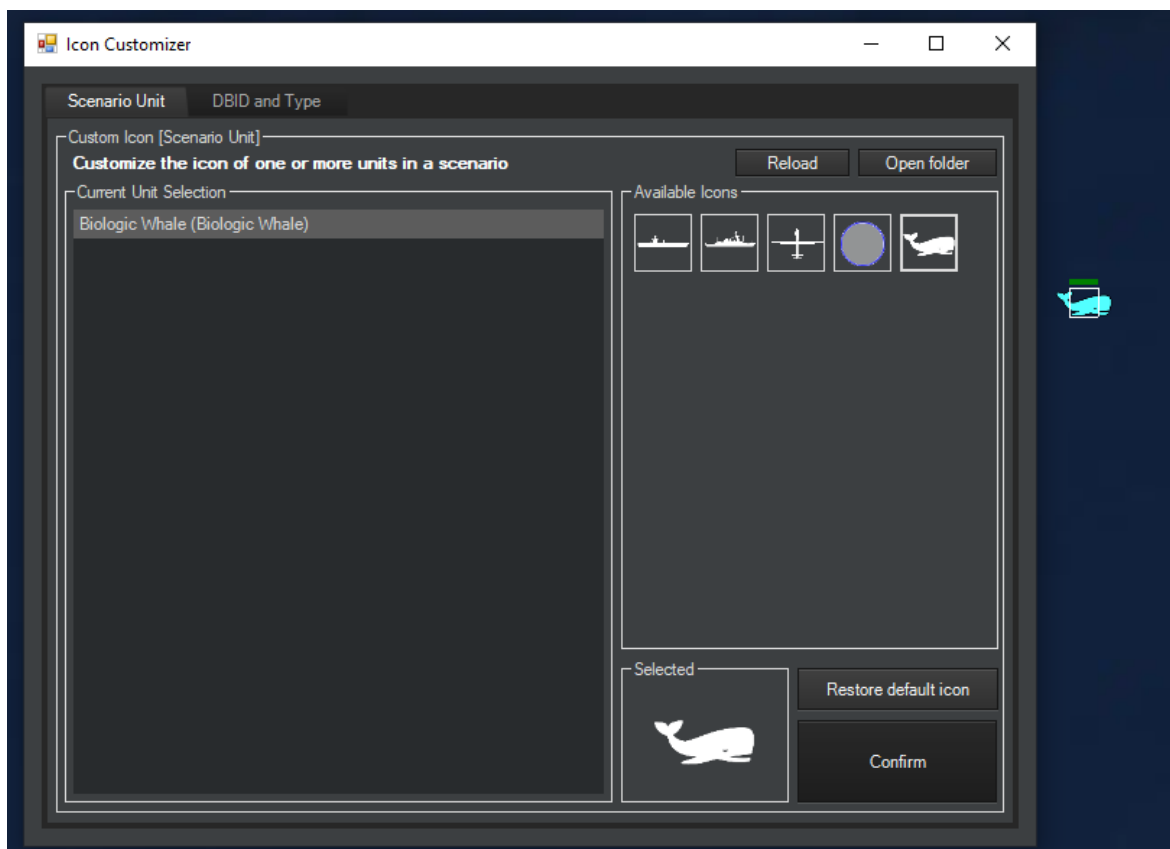 Icon Customizer
Scenario Unit
DBID and Type
Custom Icon [Scenario Unit]
Customize the icon of one or more units in a scenario
Reload
Open folder
Current Unit Selection
Available Icons
Biologic Whale (Biologic Whale)
Selected
Restore default icon
Confirm